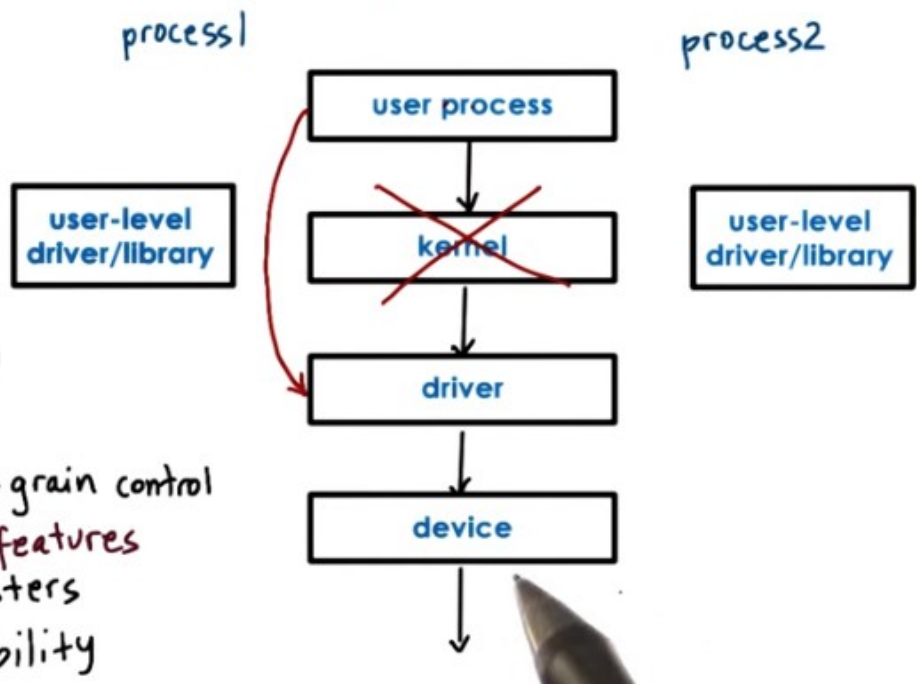 process1
process2
user process
user-level
driver/library
kernel
user-level
driver/library
driver
grain control
features
device